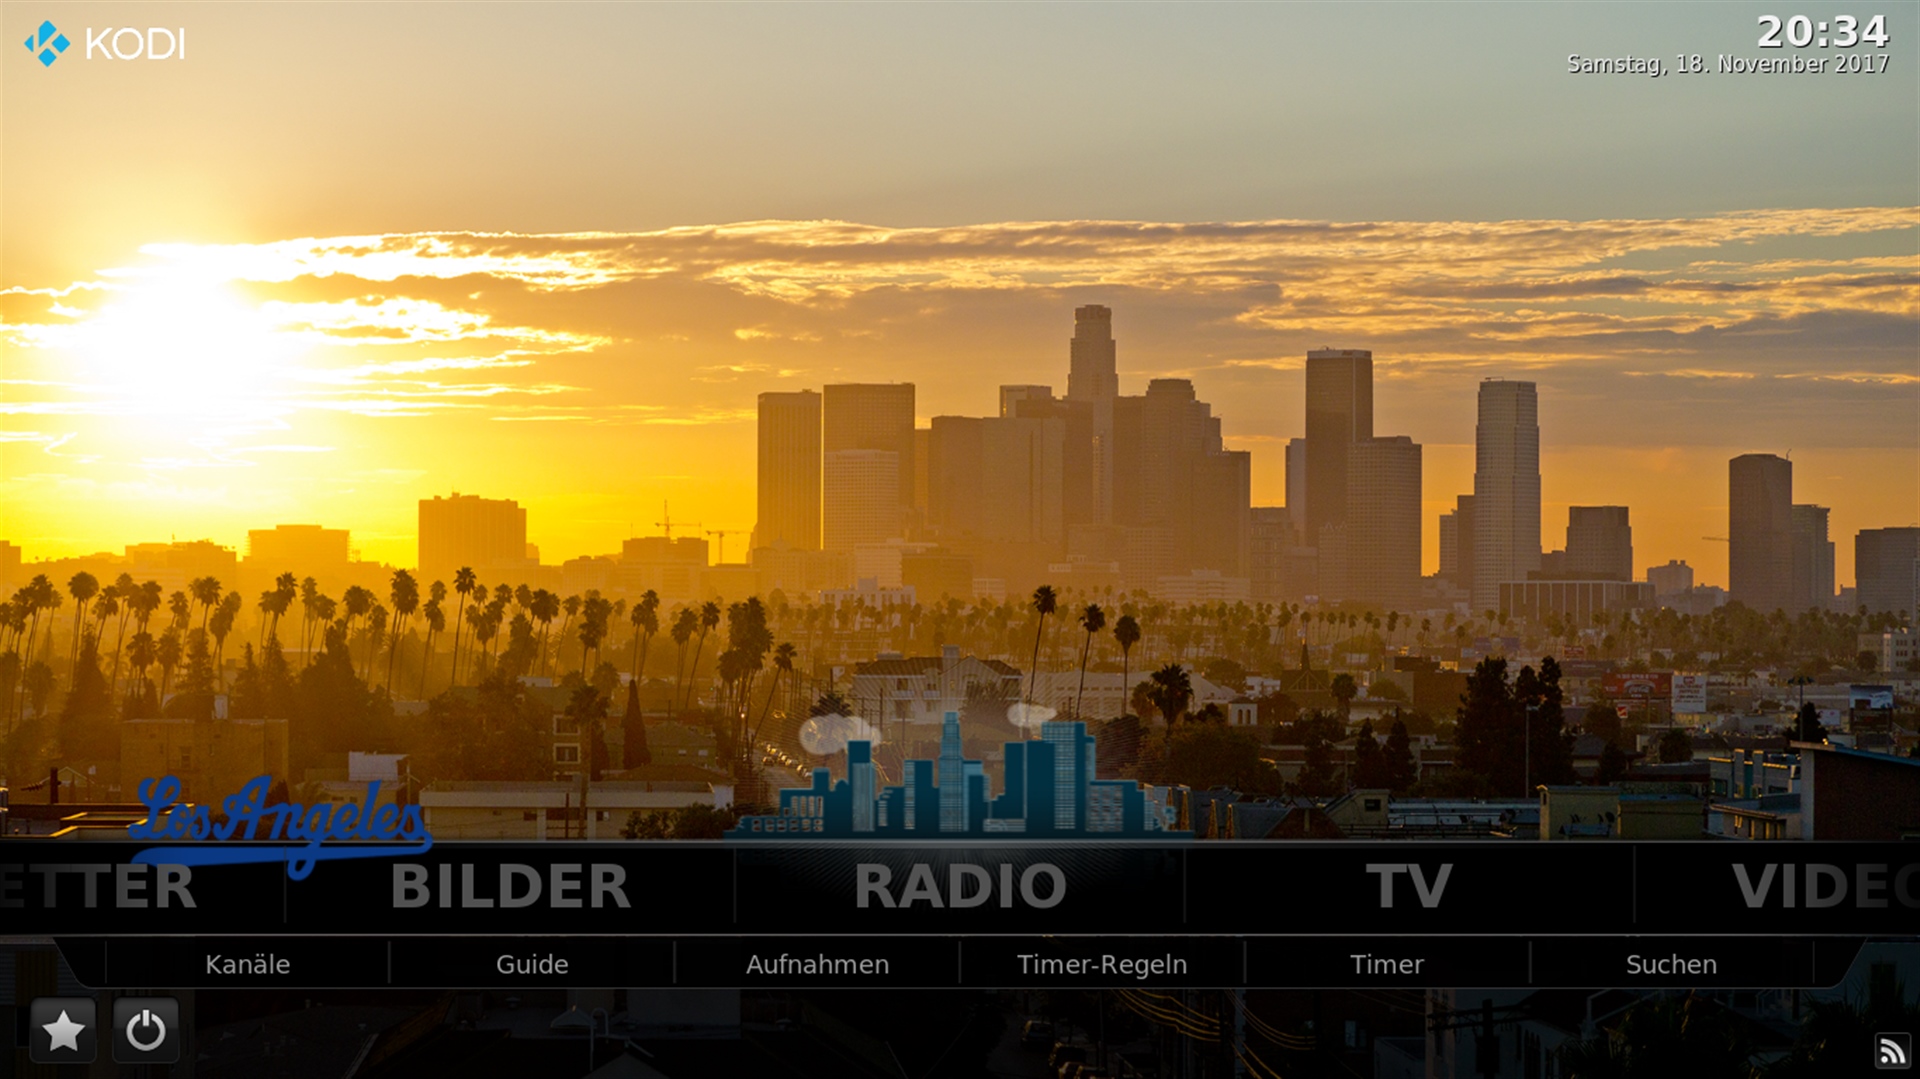 KODI
20:34
Samstag, 18. November 2017
Los Angeles
ETTER BILDER RADIO TV VIDEO
Kanäle Guide Aufnahmen Timer-Regeln Timer Suchen